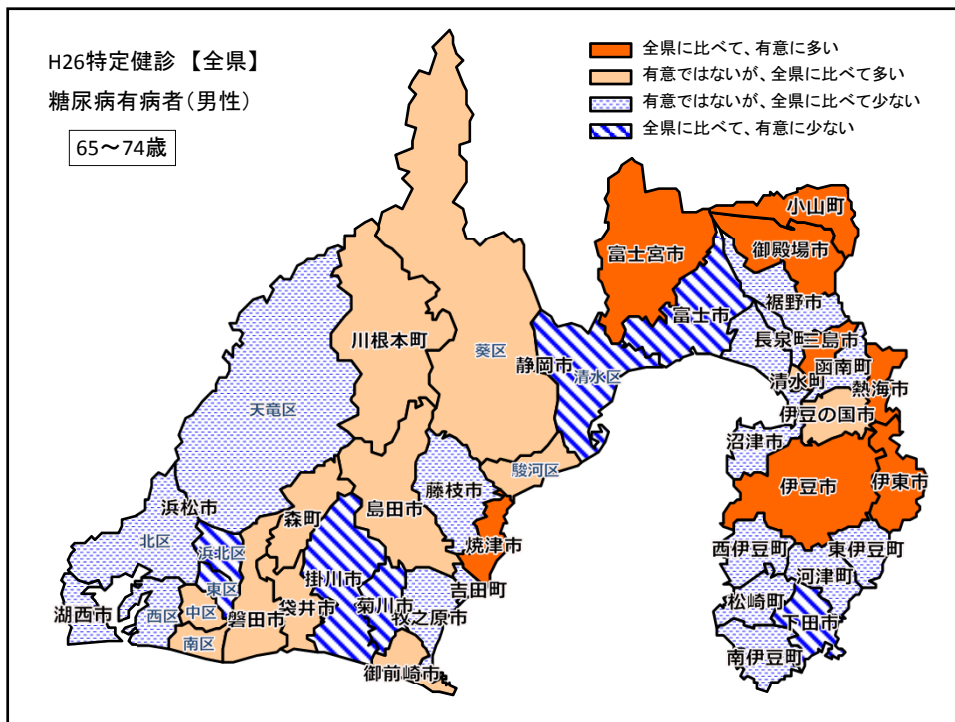 H26特定健診 【全県】
糖尿病有病者(男性)
65～74歳
全県に比べて、有意に多い
有意ではないが、全県に比べて多い
有意ではないが、全県に比べて少ない
全県に比べて、有意に少ない
小山町
御殿場市
富士宮市
裾野市
富士市
長泉町
三島市
川根本町
葵区
静岡市
清水区
函南町
清水町
熱海市
伊豆の国市
天竜区
沼津市
駿河区
伊豆市
伊東市
藤枝市
浜松市
森町
島田市
焼津市
北区
浜北区
西伊豆町
東伊豆町
掛川市
東区
吉田町
河津町
湖西市
西区
中区
磐田市
袋井市
菊川市
牧之原市
松崎町
下田市
南区
御前崎市
南伊豆町